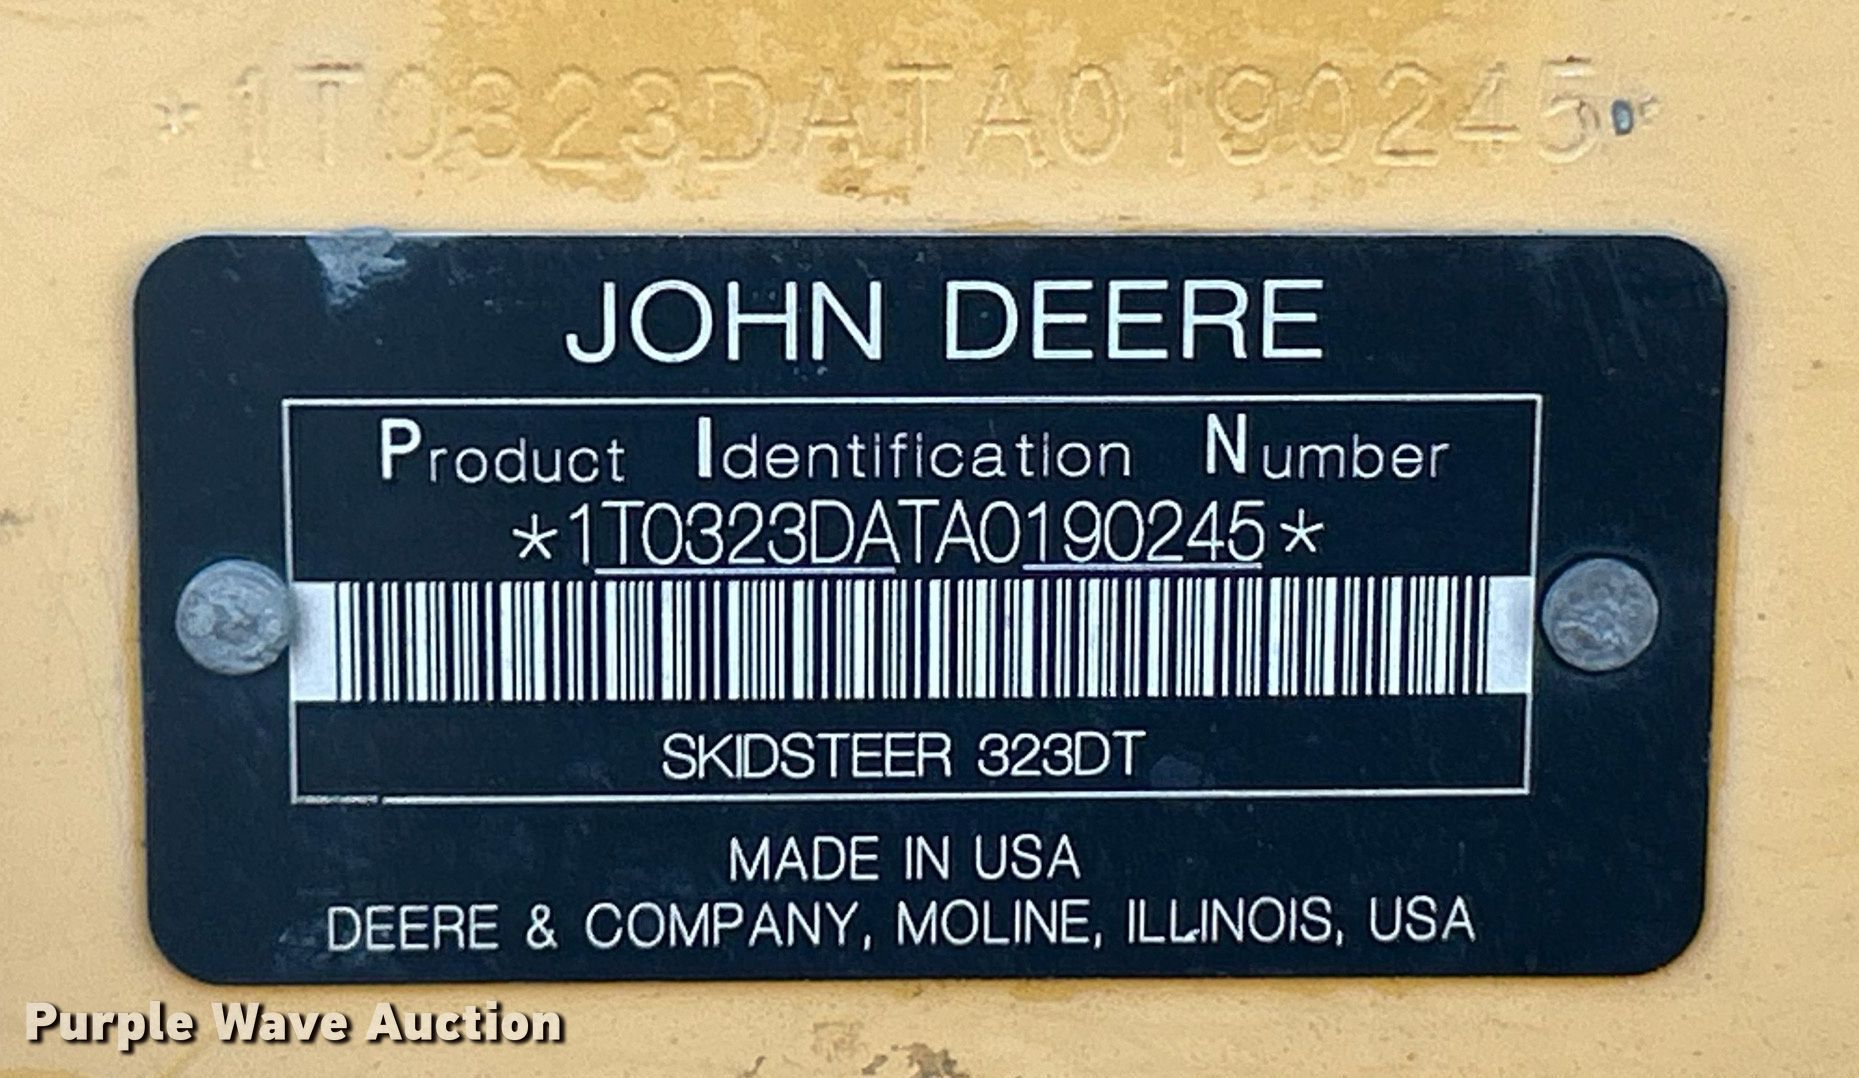 *1T0323DATA0190245*
JOHN DEERE
Product Identification Number
*1T0323DATA0190245*
SKIDSTEER 323DT
MADE IN USA
DEERE & COMPANY, MOLINE, ILLINOIS, USA
Purple Wave Auction